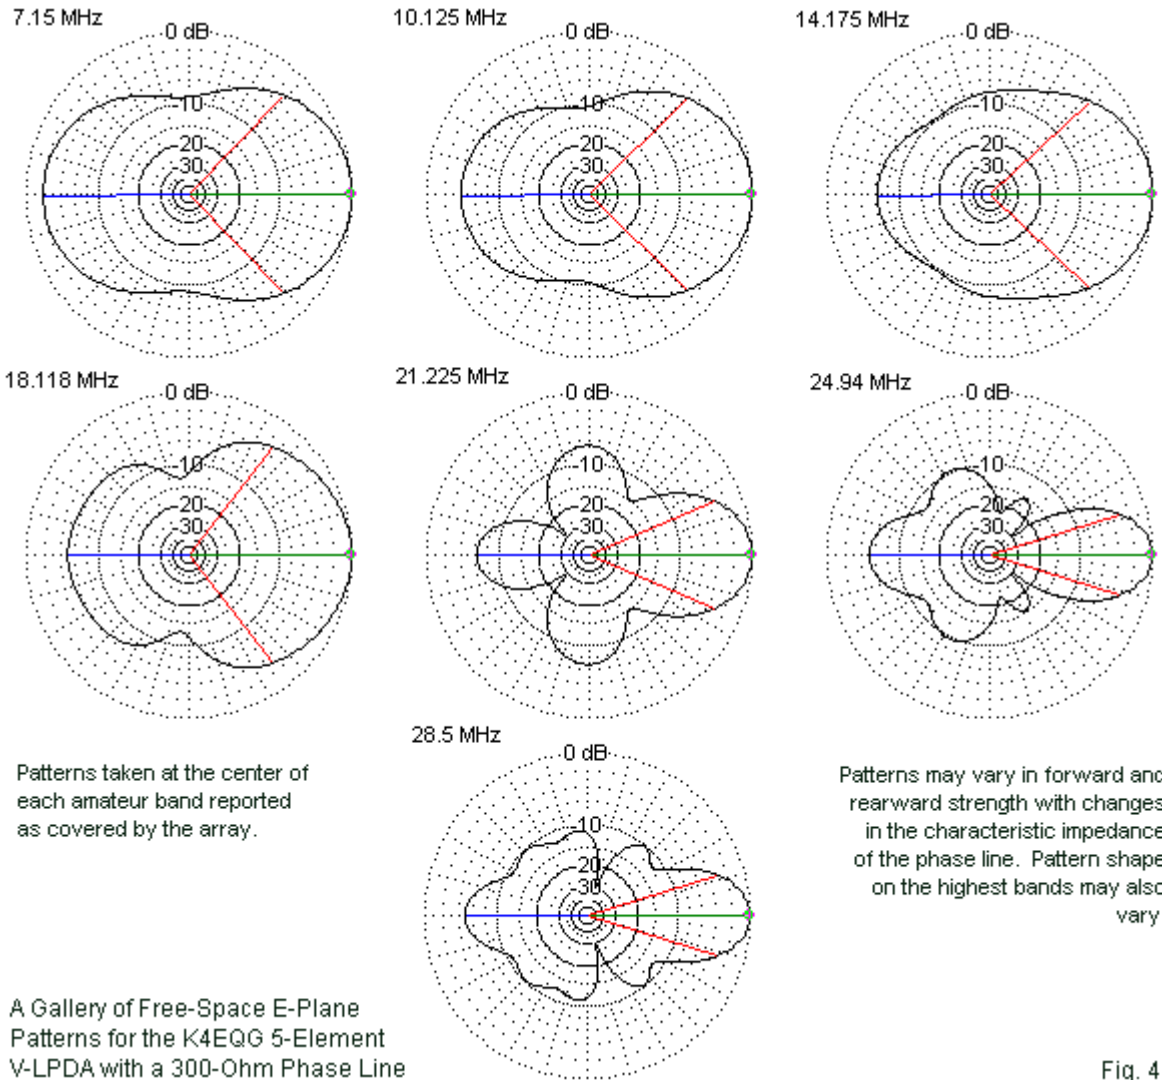 7.15 MHz
0 dB
10
20
30
10.125 MHz
0 dB
10
20
30
14.175 MHz
0 dB
10
20
30
18.118 MHz
0 dB
10
20
30
21.225 MHz
0 dB
10
20
30
24.94 MHz
0 dB
10
20
30
28.5 MHz
0 dB
10
20
30
Patterns taken at the center of
each amateur band reported
as covered by the array.
Patterns may vary in forward and
rearward strength with changes
in the characteristic impedance
of the phase line. Pattern shape
on the highest bands may also
vary.
A Gallery of Free-Space E-Plane
Patterns for the K4EQG 5-Element
V-LPDA with a 300-Ohm Phase Line
Fig. 4